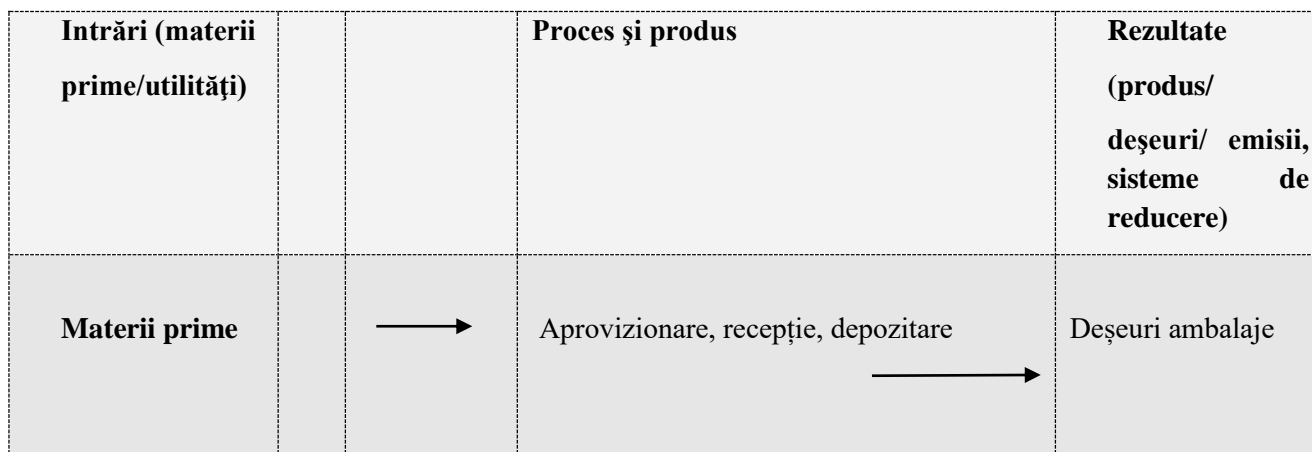 Intrări (materii
prime/utilităţi)
Proces şi produs
Rezultate
(produs/
deşeuri/ emisii,
sisteme de
reducere)
Materii prime
Aprovizionare, recepție, depozitare
Deșeuri ambalaje